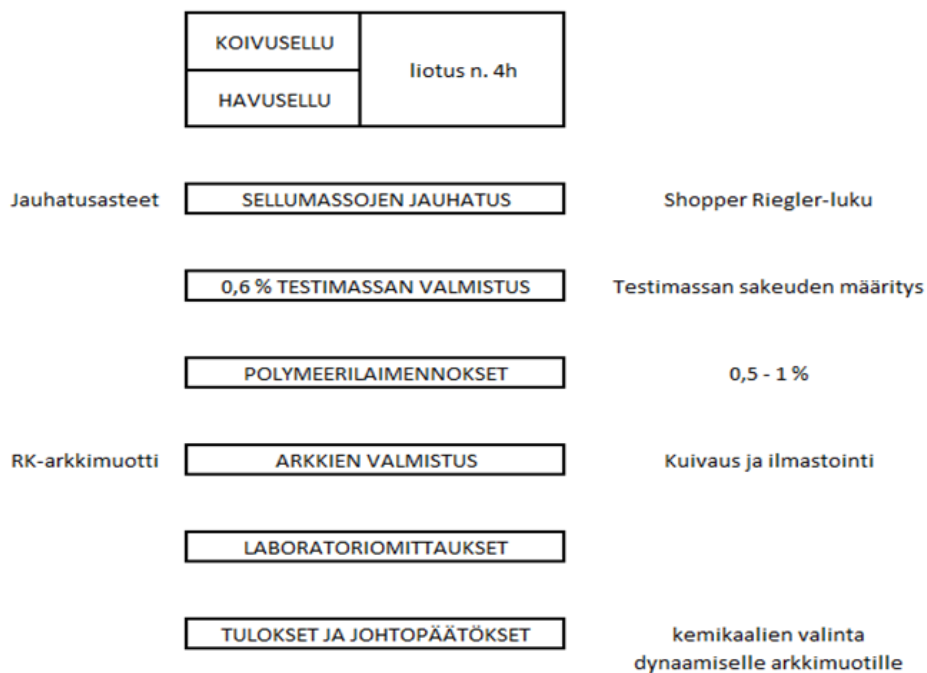 KOIVUSELLU
liotus n. 4h
HAVUSELLU
Jauhatusasteet
SELLUMASSOJEN JAUHATUS
Shopper Riegler-luku
0,6 % TESTIMASSAN VALMISTUS
Testimassan sakeuden määritys
POLYMEERILAIMENNOKSET
0,5 - 1 %
RK-arkkimuotti
ARKKIEN VALMISTUS
Kuivaus ja ilmastointi
LABORATORIOMITTAUKSET
TULOKSET JA JOHTOPÄÄTÖKSET
kemikaalien valinta
dynaamiselle arkkimuotille